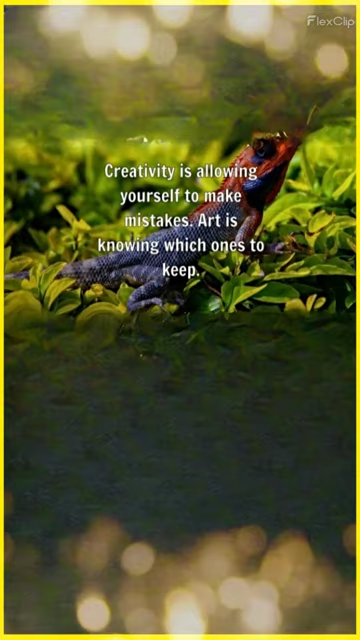 FlexClip
Creativity is allowing
yourself to make
mistakes. Art is
knowing which ones to
keep.